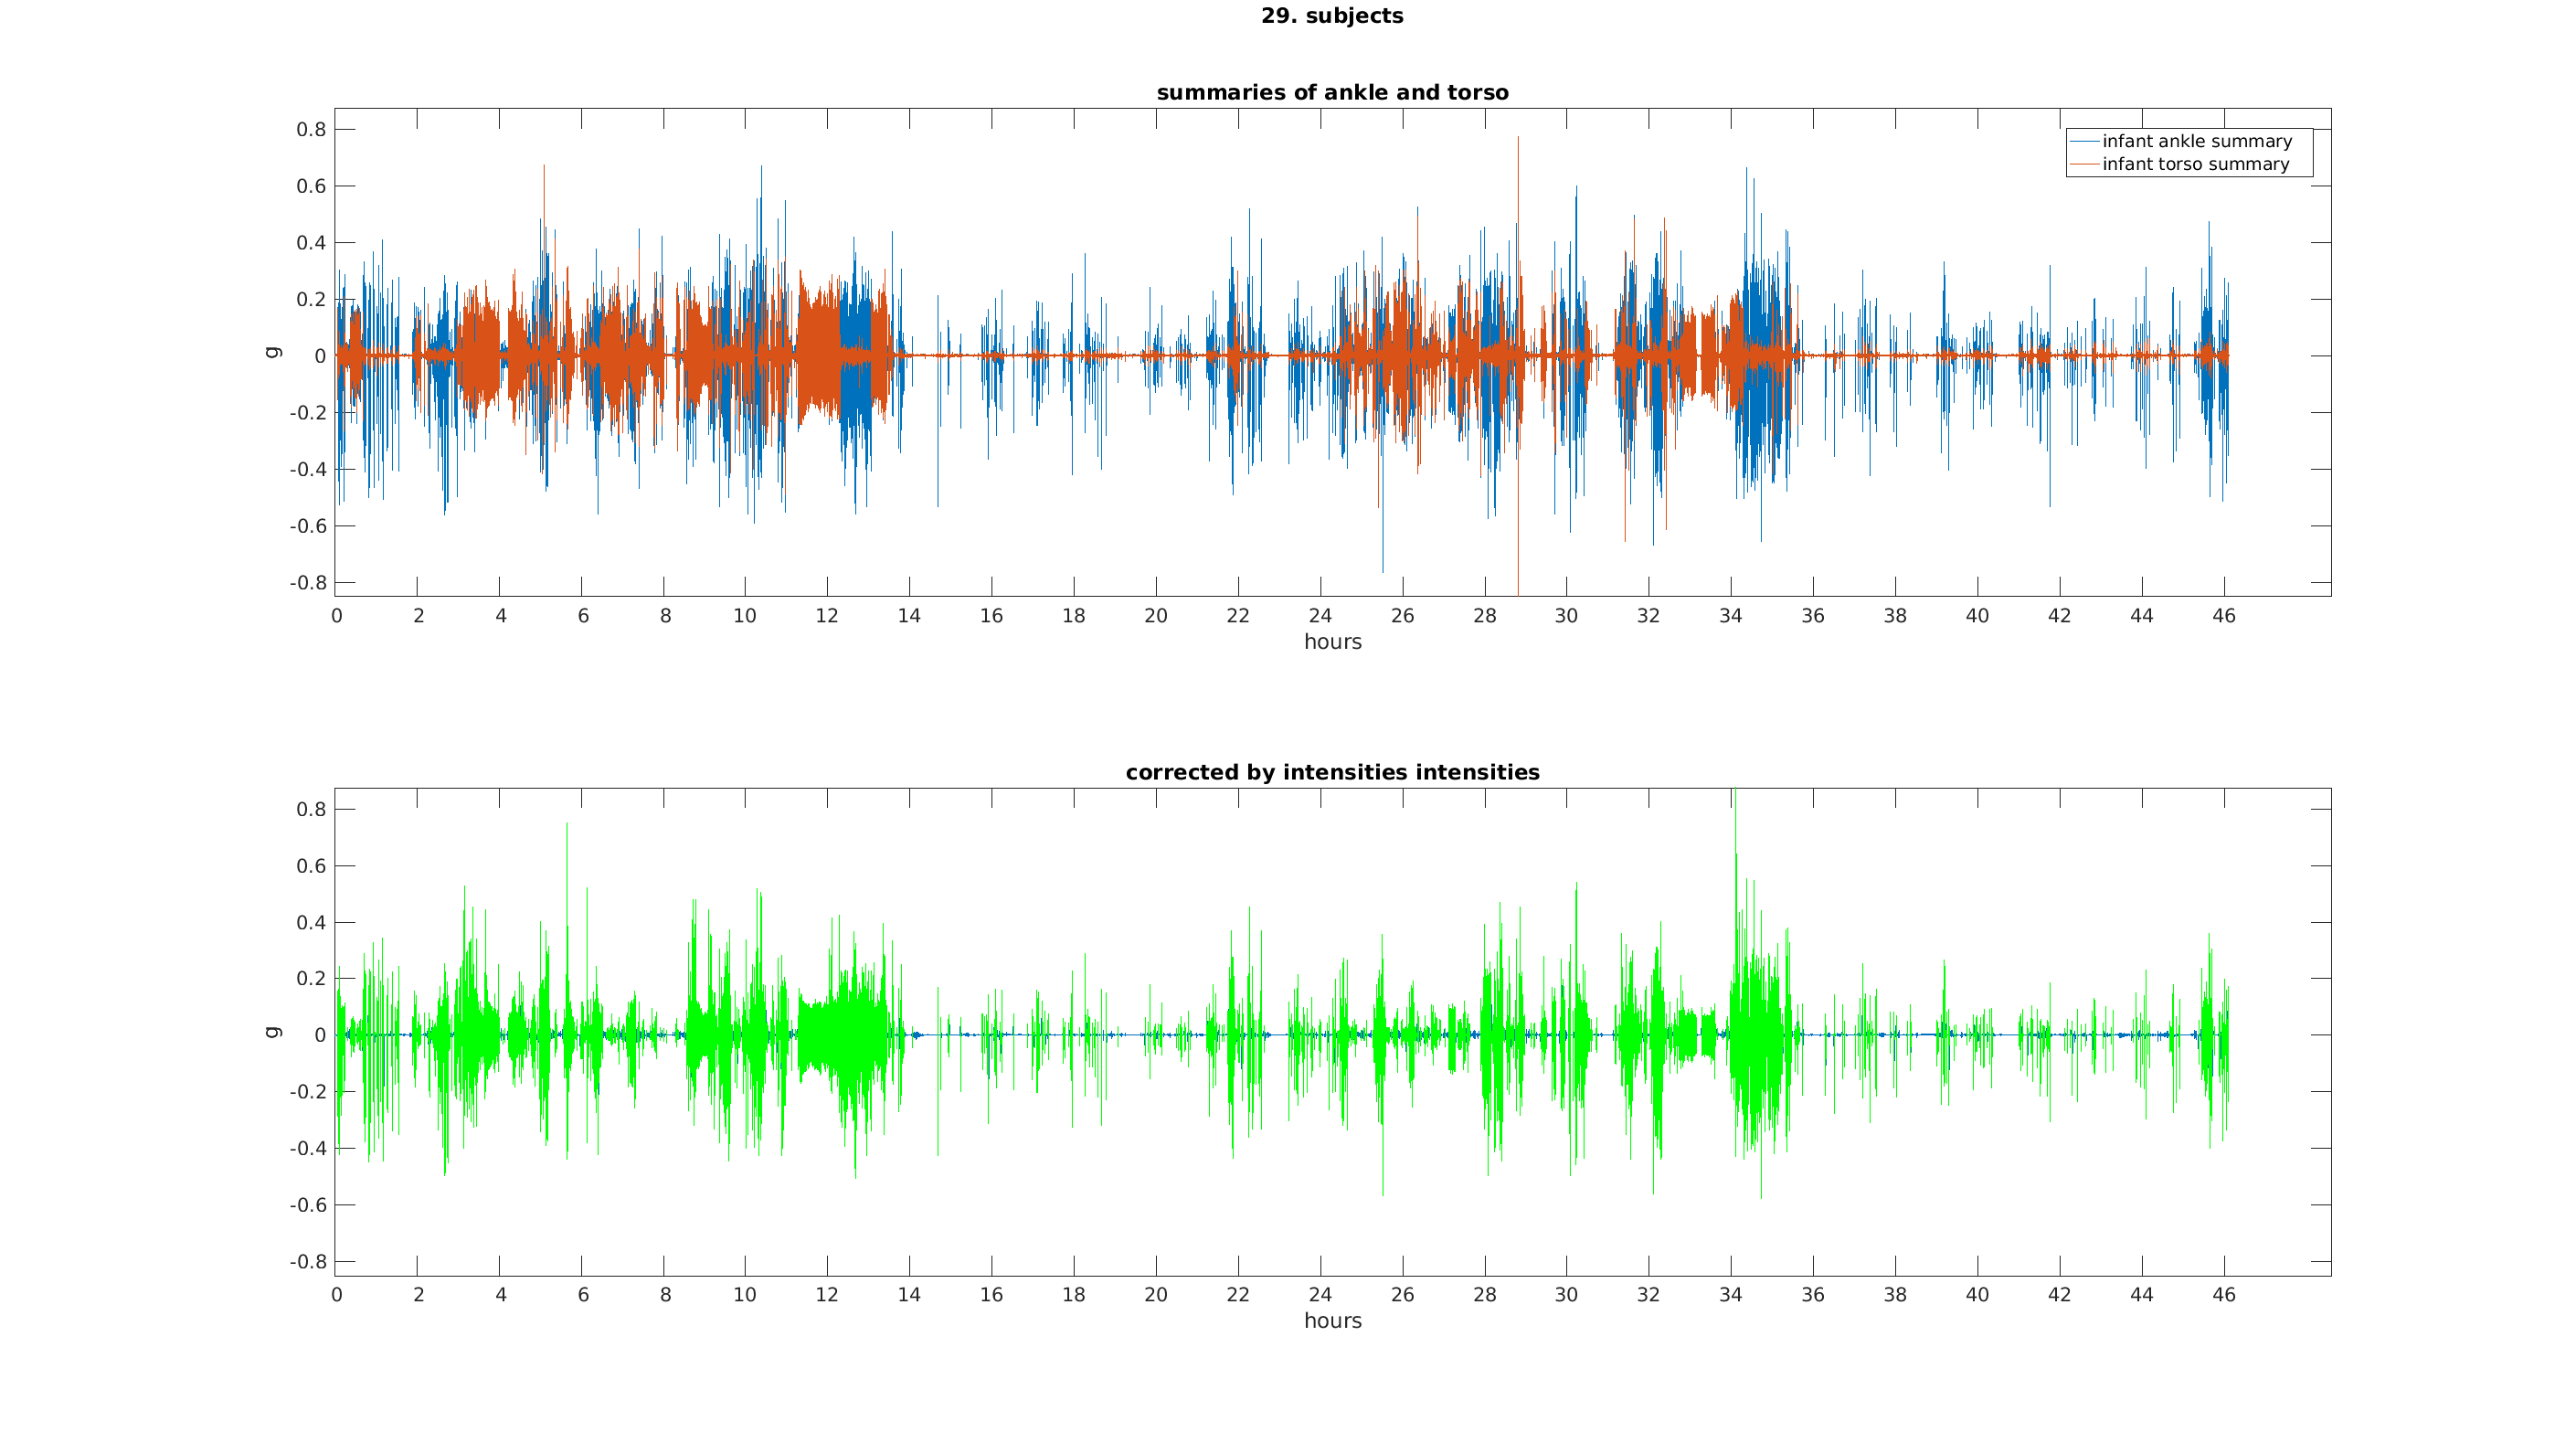 29. subjects
summaries of ankle and torso
0.8
0.6
0.4
0.2
0
-0.2
-0.4
-0.6
-0.8
g
infant ankle summary
infant torso summary
0 2 4 6 8 10 12 14 16 18 20 22 24 26 28 30 32 34 36 38 40 42 44 46
hours
corrected by intensities intensities
0.8
0.6
0.4
0.2
0
-0.2
-0.4
-0.6
-0.8
g
0 2 4 6 8 10 12 14 16 18 20 22 24 26 28 30 32 34 36 38 40 42 44 46
hours